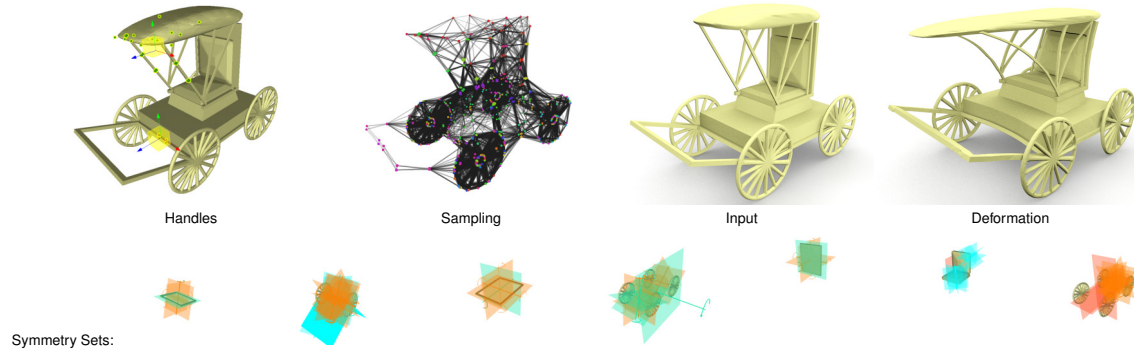 Handles
Sampling
Input
Deformation
Symmetry Sets: